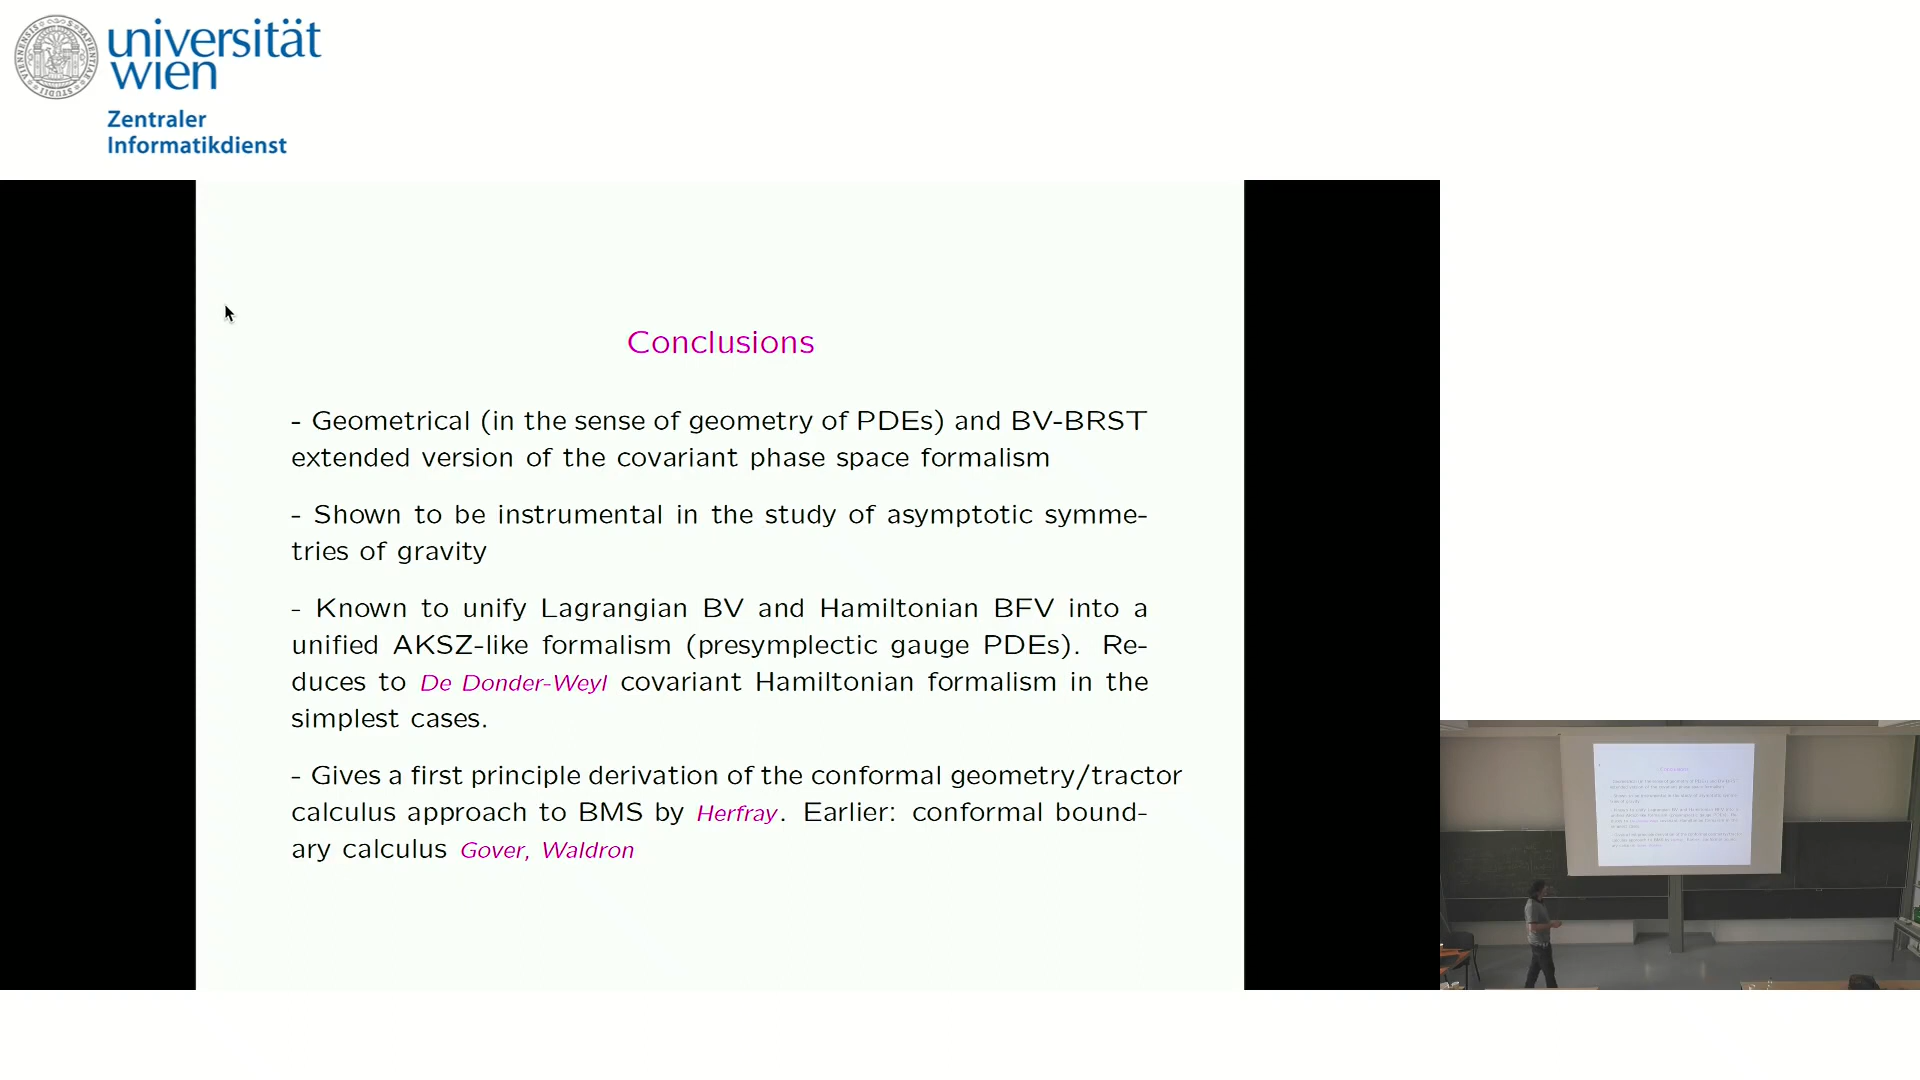 universität
wien
Zentraler
Informatikdienst
Conclusions
- Geometrical (in the sense of geometry of PDEs) and BV-BRST
extended version of the covariant phase space formalism
- Shown to be instrumental in the study of asymptotic symme-
tries of gravity
- Known to unify Lagrangian BV and Hamiltonian BFV into a
unified AKSZ-like formalism (presymplectic gauge PDEs). Re-
duces to De Donder-Weyl covariant Hamiltonian formalism in the
simplest cases.
- Gives a first principle derivation of the conformal geometry/tractor
calculus approach to BMS by Herfray. Earlier: conformal bound-
ary calculus Gover, Waldron